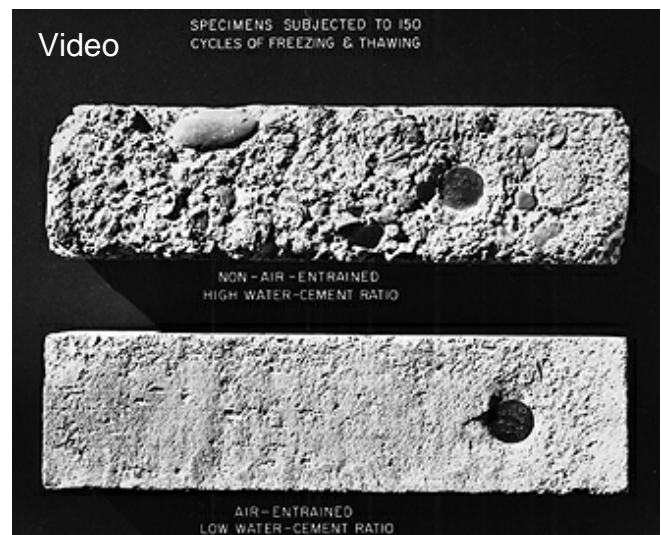 Video
SPECIMENS SUBJECTED TO 150
CYCLES OF FREEZING & THAWING
NON-AIR-ENTRAINED
HIGH WATER-CEMENT RATIO
AIR-ENTRAINED
LOW WATER-CEMENT RATIO